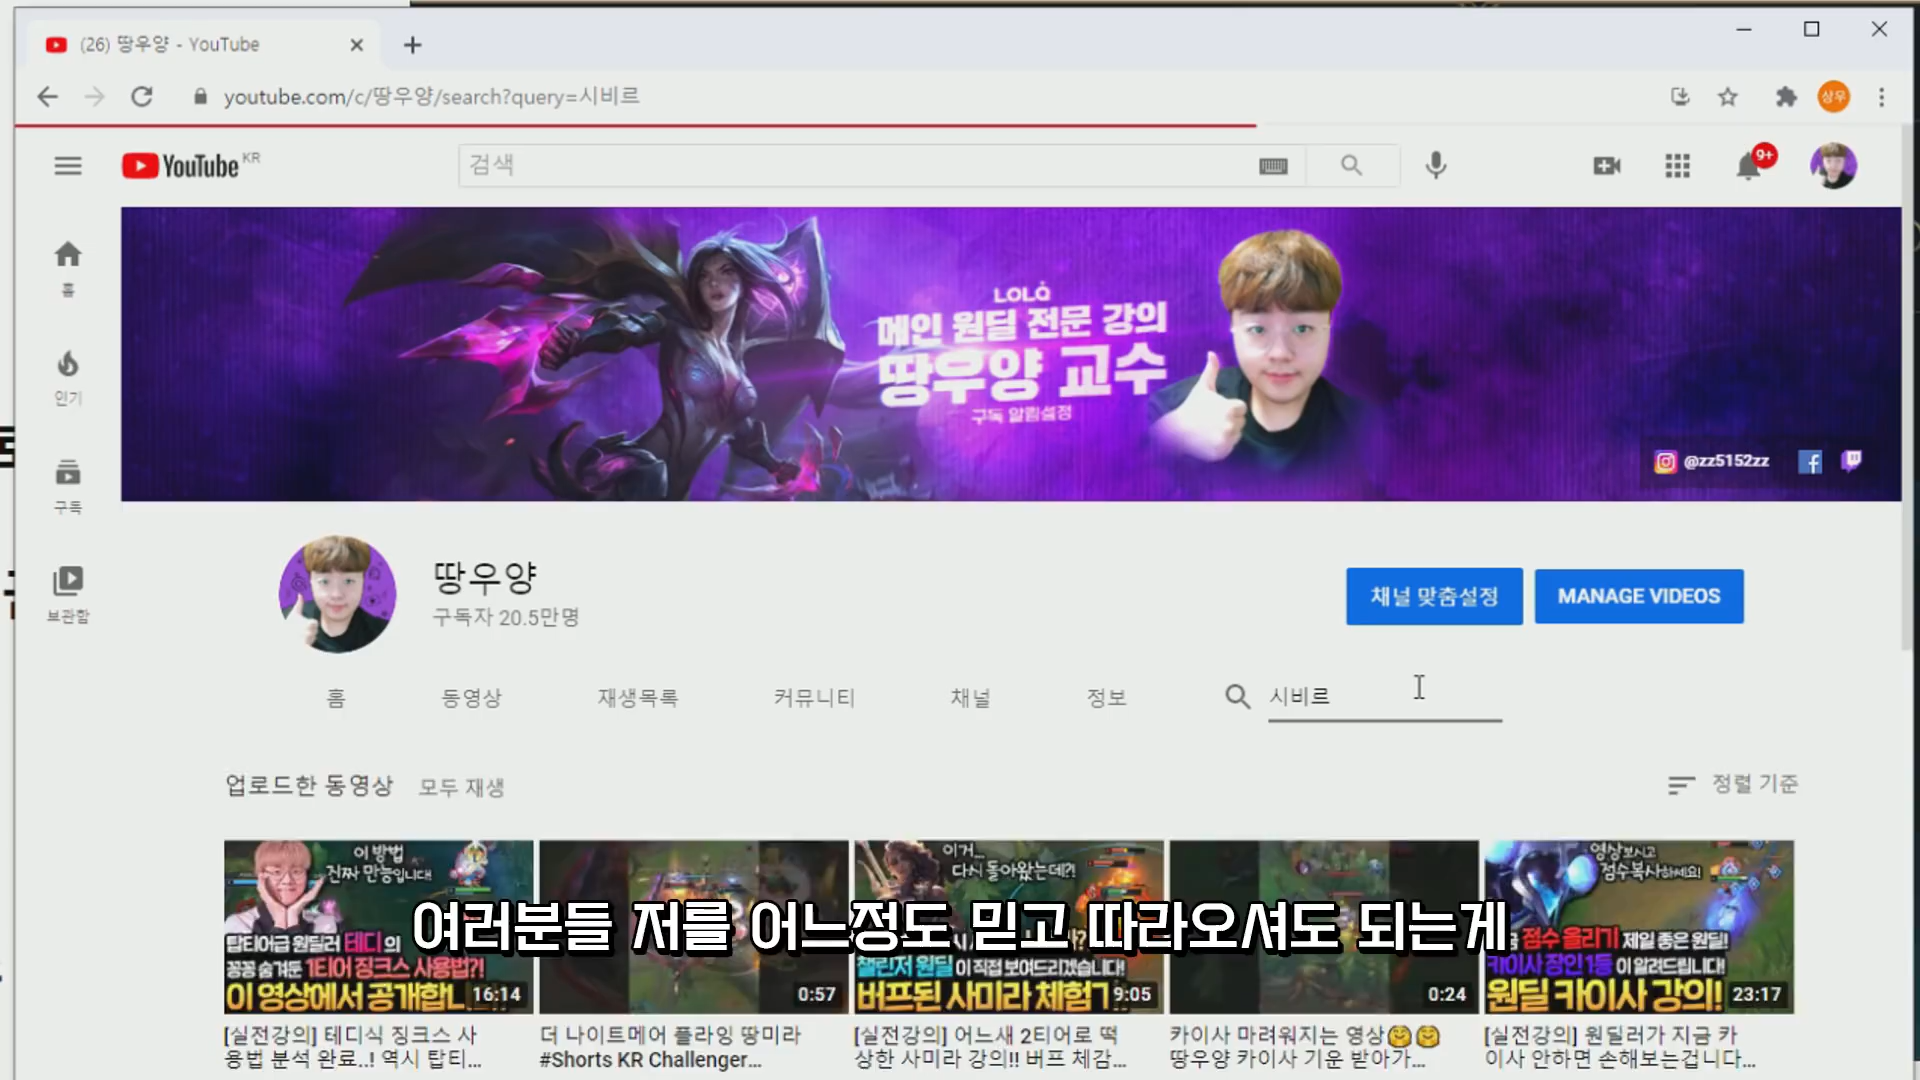 (26) 땅우양 - YouTube
youtube.com/c/땅우양/search?query=시비르
상우
YouTube KR
검색
9+
홈
인기
구독
보관함
LOLà
메인 원딜 전문 강의
땅우양 교수
구독 알림설정
@zz5152zz
땅우양
구독자 20.5만명
채널 맞춤설정
MANAGE VIDEOS
홈
동영상
재생목록
커뮤니티
채널
정보
시비르
업로드한 동영상
모두 재생
정렬 기준
이 방법
진짜 만능입니다!
탑티어급 원딜러 테디의
꽁꽁 숨겨둔 1티어 징크스 사용법?!
이 영상에서 공개합니
16:14
0:57
이거...
다시 돌아왔는데?!
챌린저 원딜이 직접 보여드리겠습니다!
버프된 사미라 체험
9:05
0:24
영상보시고
점수복사하세요!
점수 올리기 제일 좋은 원딜!
카이사 장인 1등이 알려드립니다!
원딜 카이사 강의!
23:17
여러분들 저를 어느정도 믿고 따라오셔도 되는게
[실전강의] 테디식 징크스 사
용법 분석 완료..! 역시 탑티...
더 나이트메어 플라잉 땅미라
#Shorts KR Challenger...
[실전강의] 어느새 2티어로 떡
상한 사미라 강의!! 버프 체감...
카이사 마려워지는 영상🤗🤗
땅우양 카이사 기운 받아가...
[실전강의] 원딜러가 지금 카
이사 안하면 손해보는겁니다...